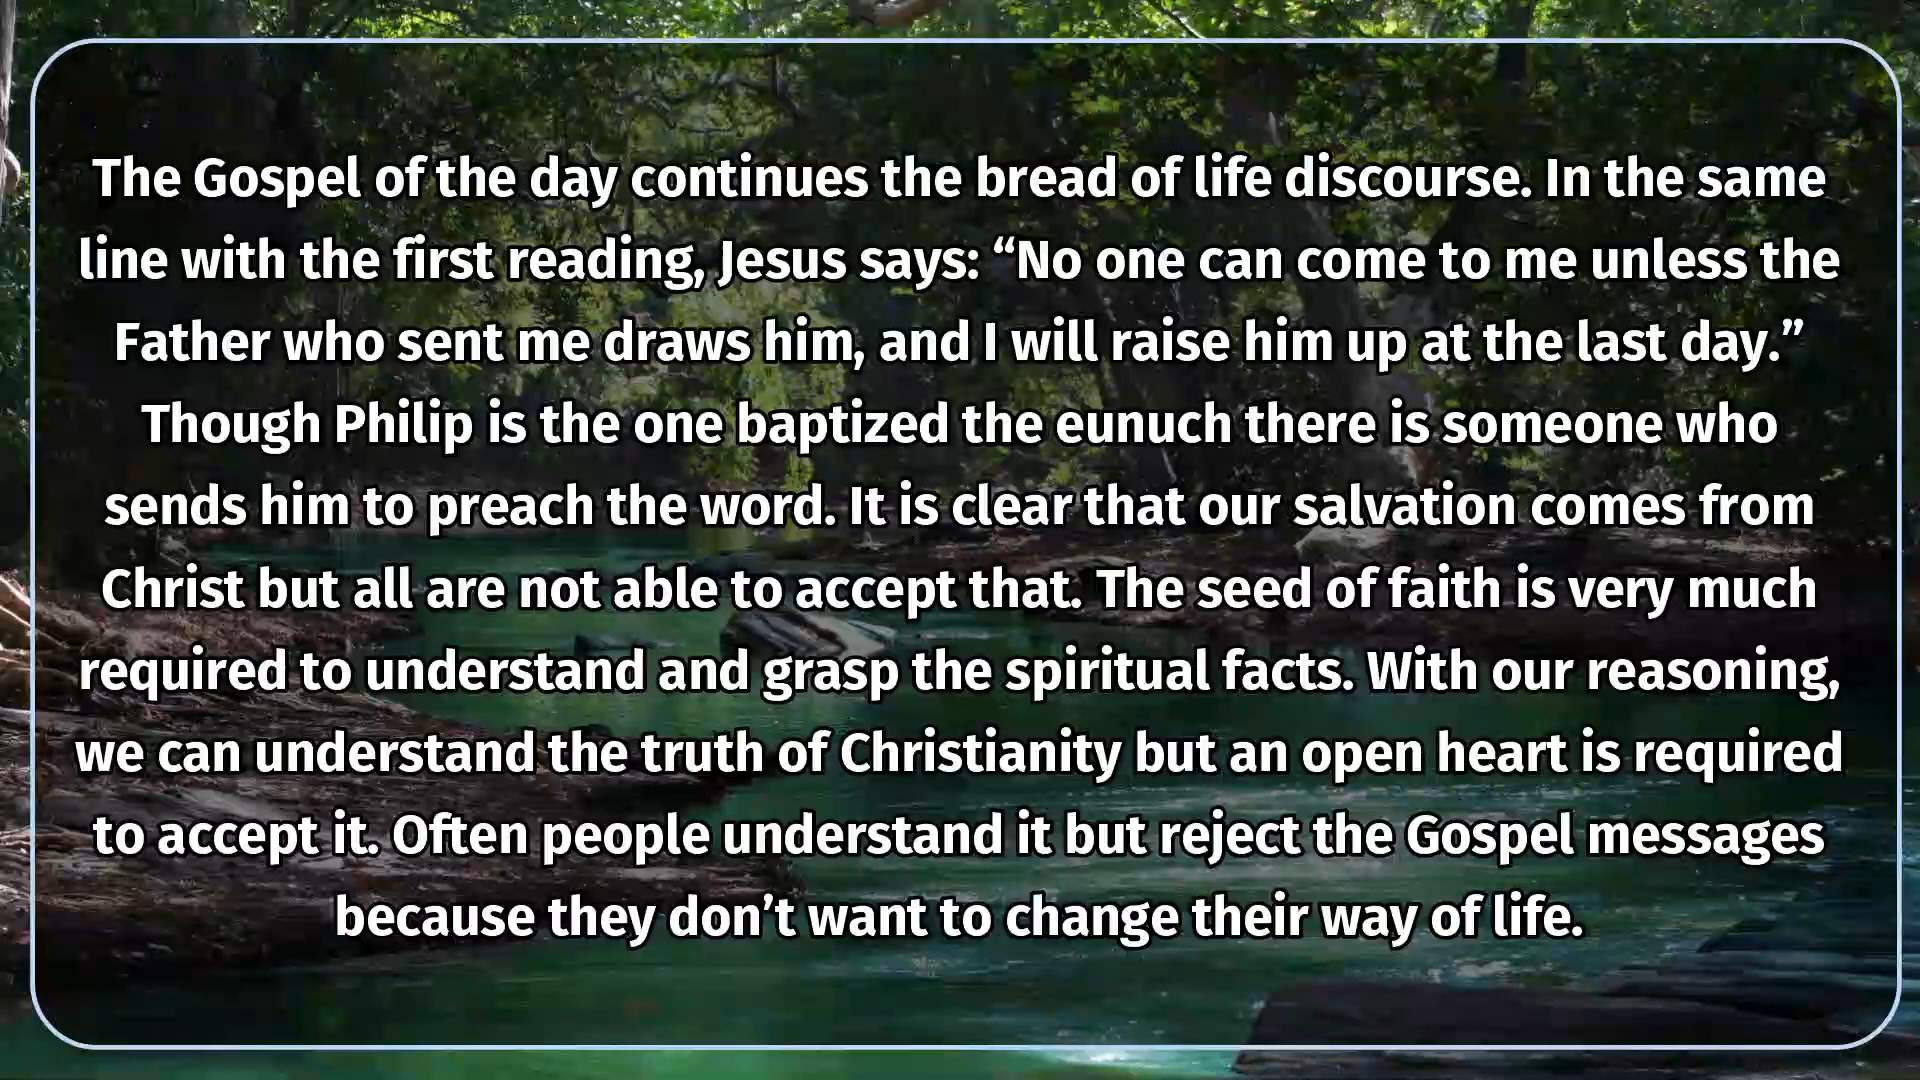 The Gospel of the day continues the bread of life discourse. In the same
line with the first reading, Jesus says: “No one can come to me unless the
Father who sent me draws him, and I will raise him up at the last day.”
Though Philip is the one baptized the eunuch there is someone who
sends him to preach the word. It is clear that our salvation comes from
Christ but all are not able to accept that. The seed of faith is very much
required to understand and grasp the spiritual facts. With our reasoning,
we can understand the truth of Christianity but an open heart is required
to accept it. Often people understand it but reject the Gospel messages
because they don’t want to change their way of life.